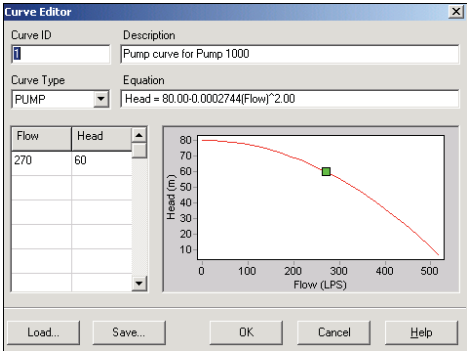 Curve Editor
Curve ID Description
1 Pump curve for Pump 1000
Curve Type Equation
PUMP Head = 80.00-0.0002744(Flow)^2.00
Flow Head
270 60
80
70
60
50
40
30
20
10
Head (m)
0 100 200 300 400 500
Flow (LPS)
Load... Save... OK Cancel Help